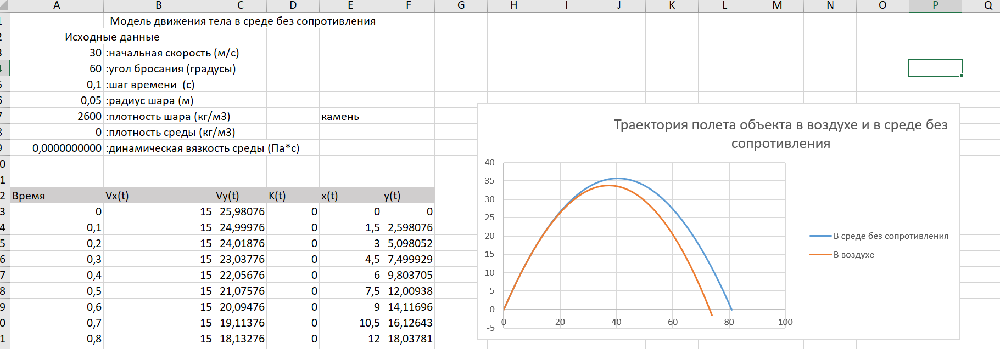 A B C D E F G H I J K L M N O P Q
Модель движения тела в среде без сопротивления
Исходные данные
30 :начальная скорость (м/с)
60 :угол бросания (градусы)
0,1 :шаг времени (с)
0,05 :радиус шара (м)
2600 :плотность шара (кг/м3) камень
0 :плотность среды (кг/м3)
0,0000000000 :динамическая вязкость среды (Па*с)
Время Vx(t) Vy(t) K(t) x(t) y(t)
0 15 25,98076 0 0 0
0,1 15 24,99976 0 1,5 2,598076
0,2 15 24,01876 0 3 5,098052
0,3 15 23,03776 0 4,5 7,499929
0,4 15 22,05676 0 6 9,803705
0,5 15 21,07576 0 7,5 12,00938
0,6 15 20,09476 0 9 14,11696
0,7 15 19,11376 0 10,5 16,12643
0,8 15 18,13276 0 12 18,03781
Траектория полета объекта в воздухе и в среде без
сопротивления
40
35
30
25
20
15
10
5
0
-5
0 20 40 60 80 100
В среде без сопротивления
В воздухе